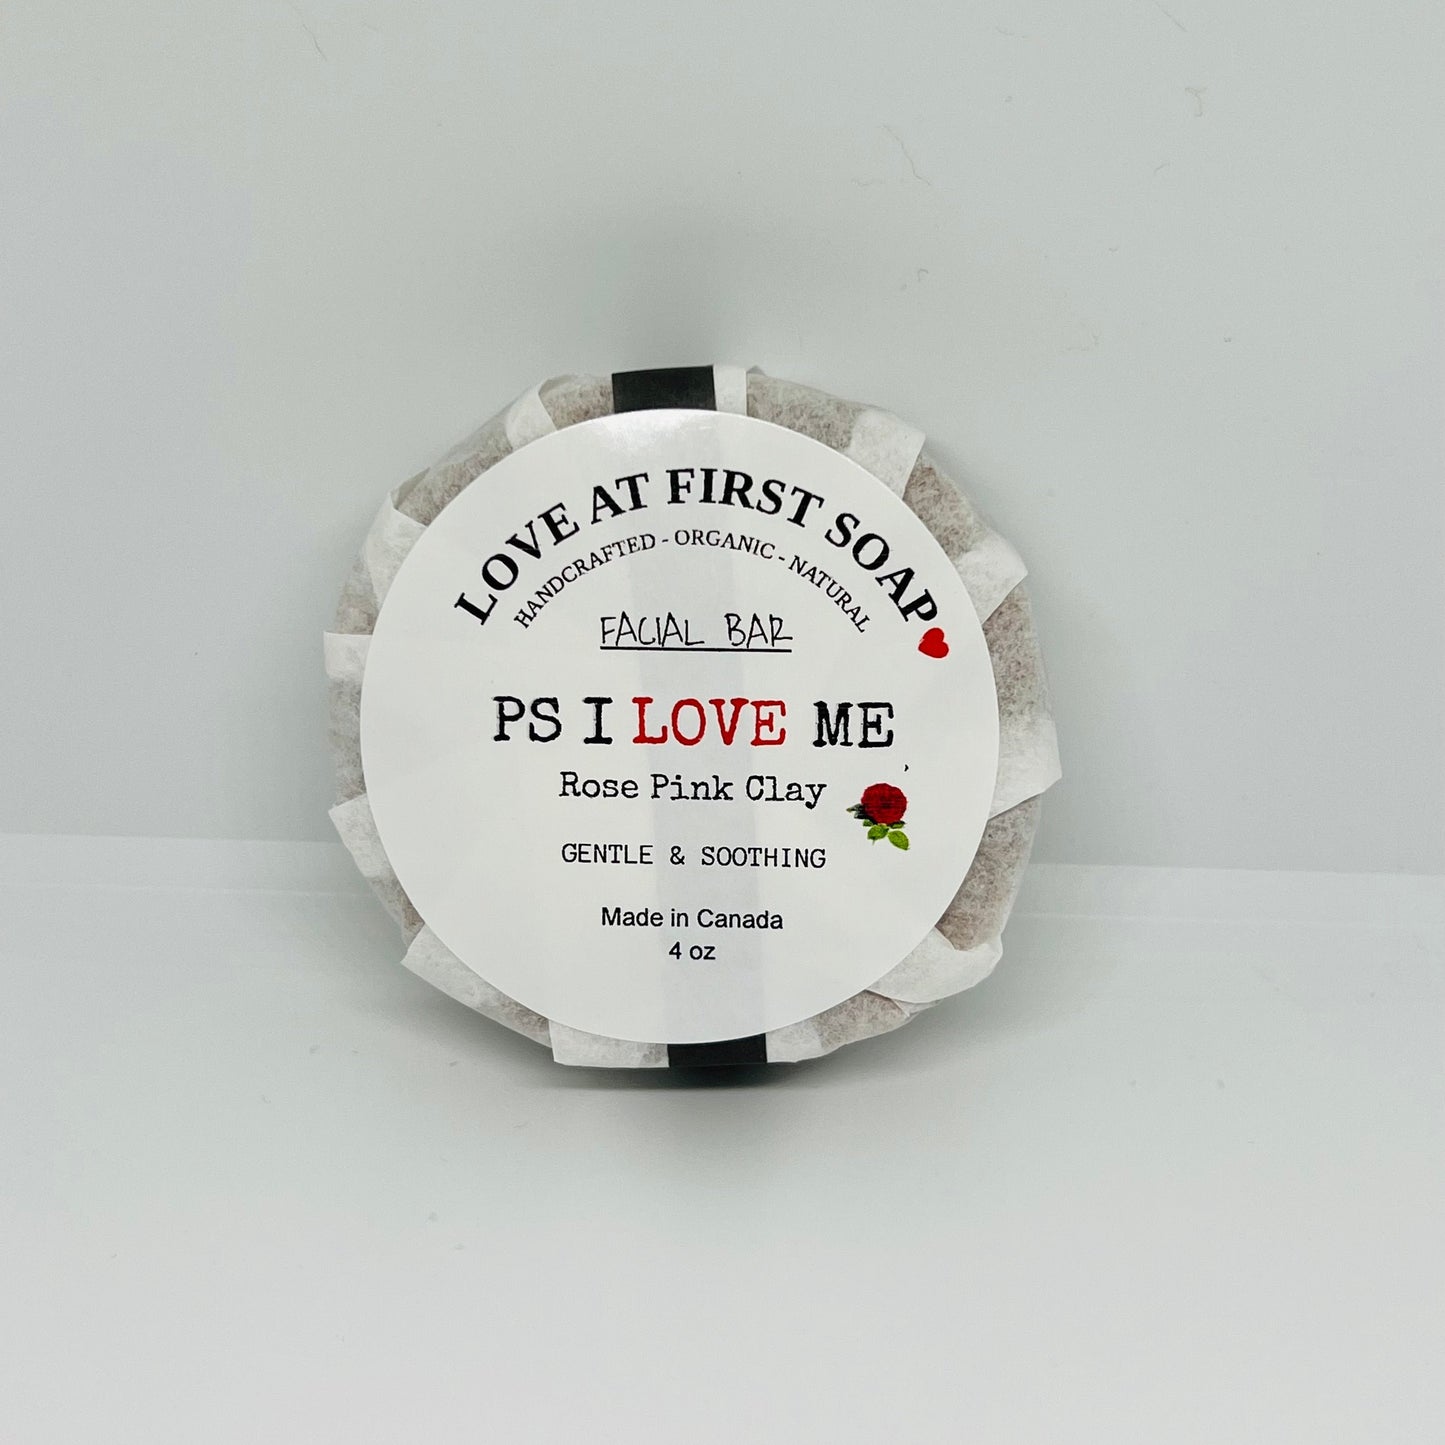 LOVE AT FIRST SOAP
HANDCRAFTED - ORGANIC - NATURAL
FACIAL BAR
PS I LOVE ME
Rose Pink Clay
GENTLE & SOOTHING
Made in Canada
4 oz